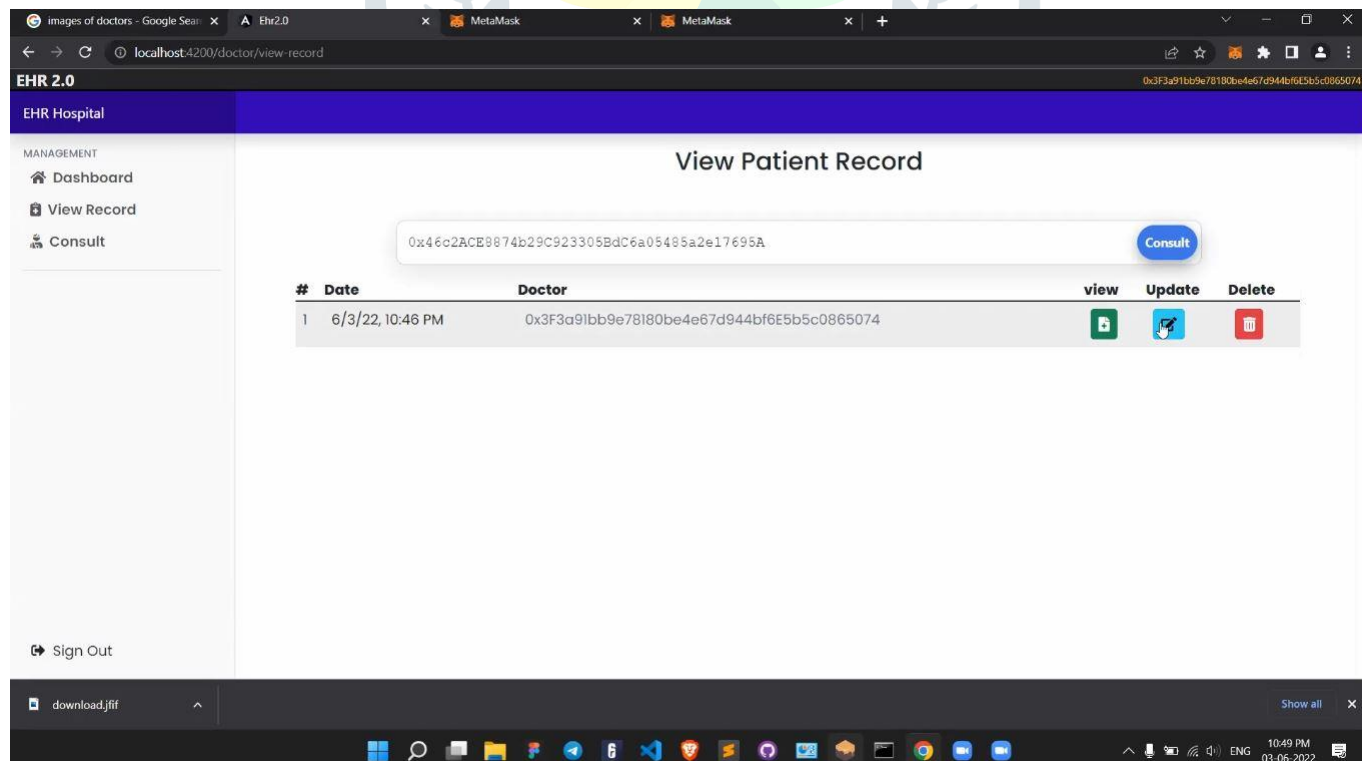 images of doctors - Google Sear
Ehr2.0
MetaMask
MetaMask
localhost:4200/doctor/view-record
EHR 2.0
0x3F3a91bb9e78180be4e67d944bf6E5b5c0865074
EHR Hospital
MANAGEMENT
Dashboard
View Record
Consult
View Patient Record
0x46c2ACE8874b29C923305BdC6a05485a2e17695A
Consult
# Date Doctor view Update Delete
1 6/3/22, 10:46 PM 0x3F3a91bb9e78180be4e67d944bf6E5b5c0865074
Sign Out
download.jfif
Show all
ENG
10:49 PM
03-06-2022